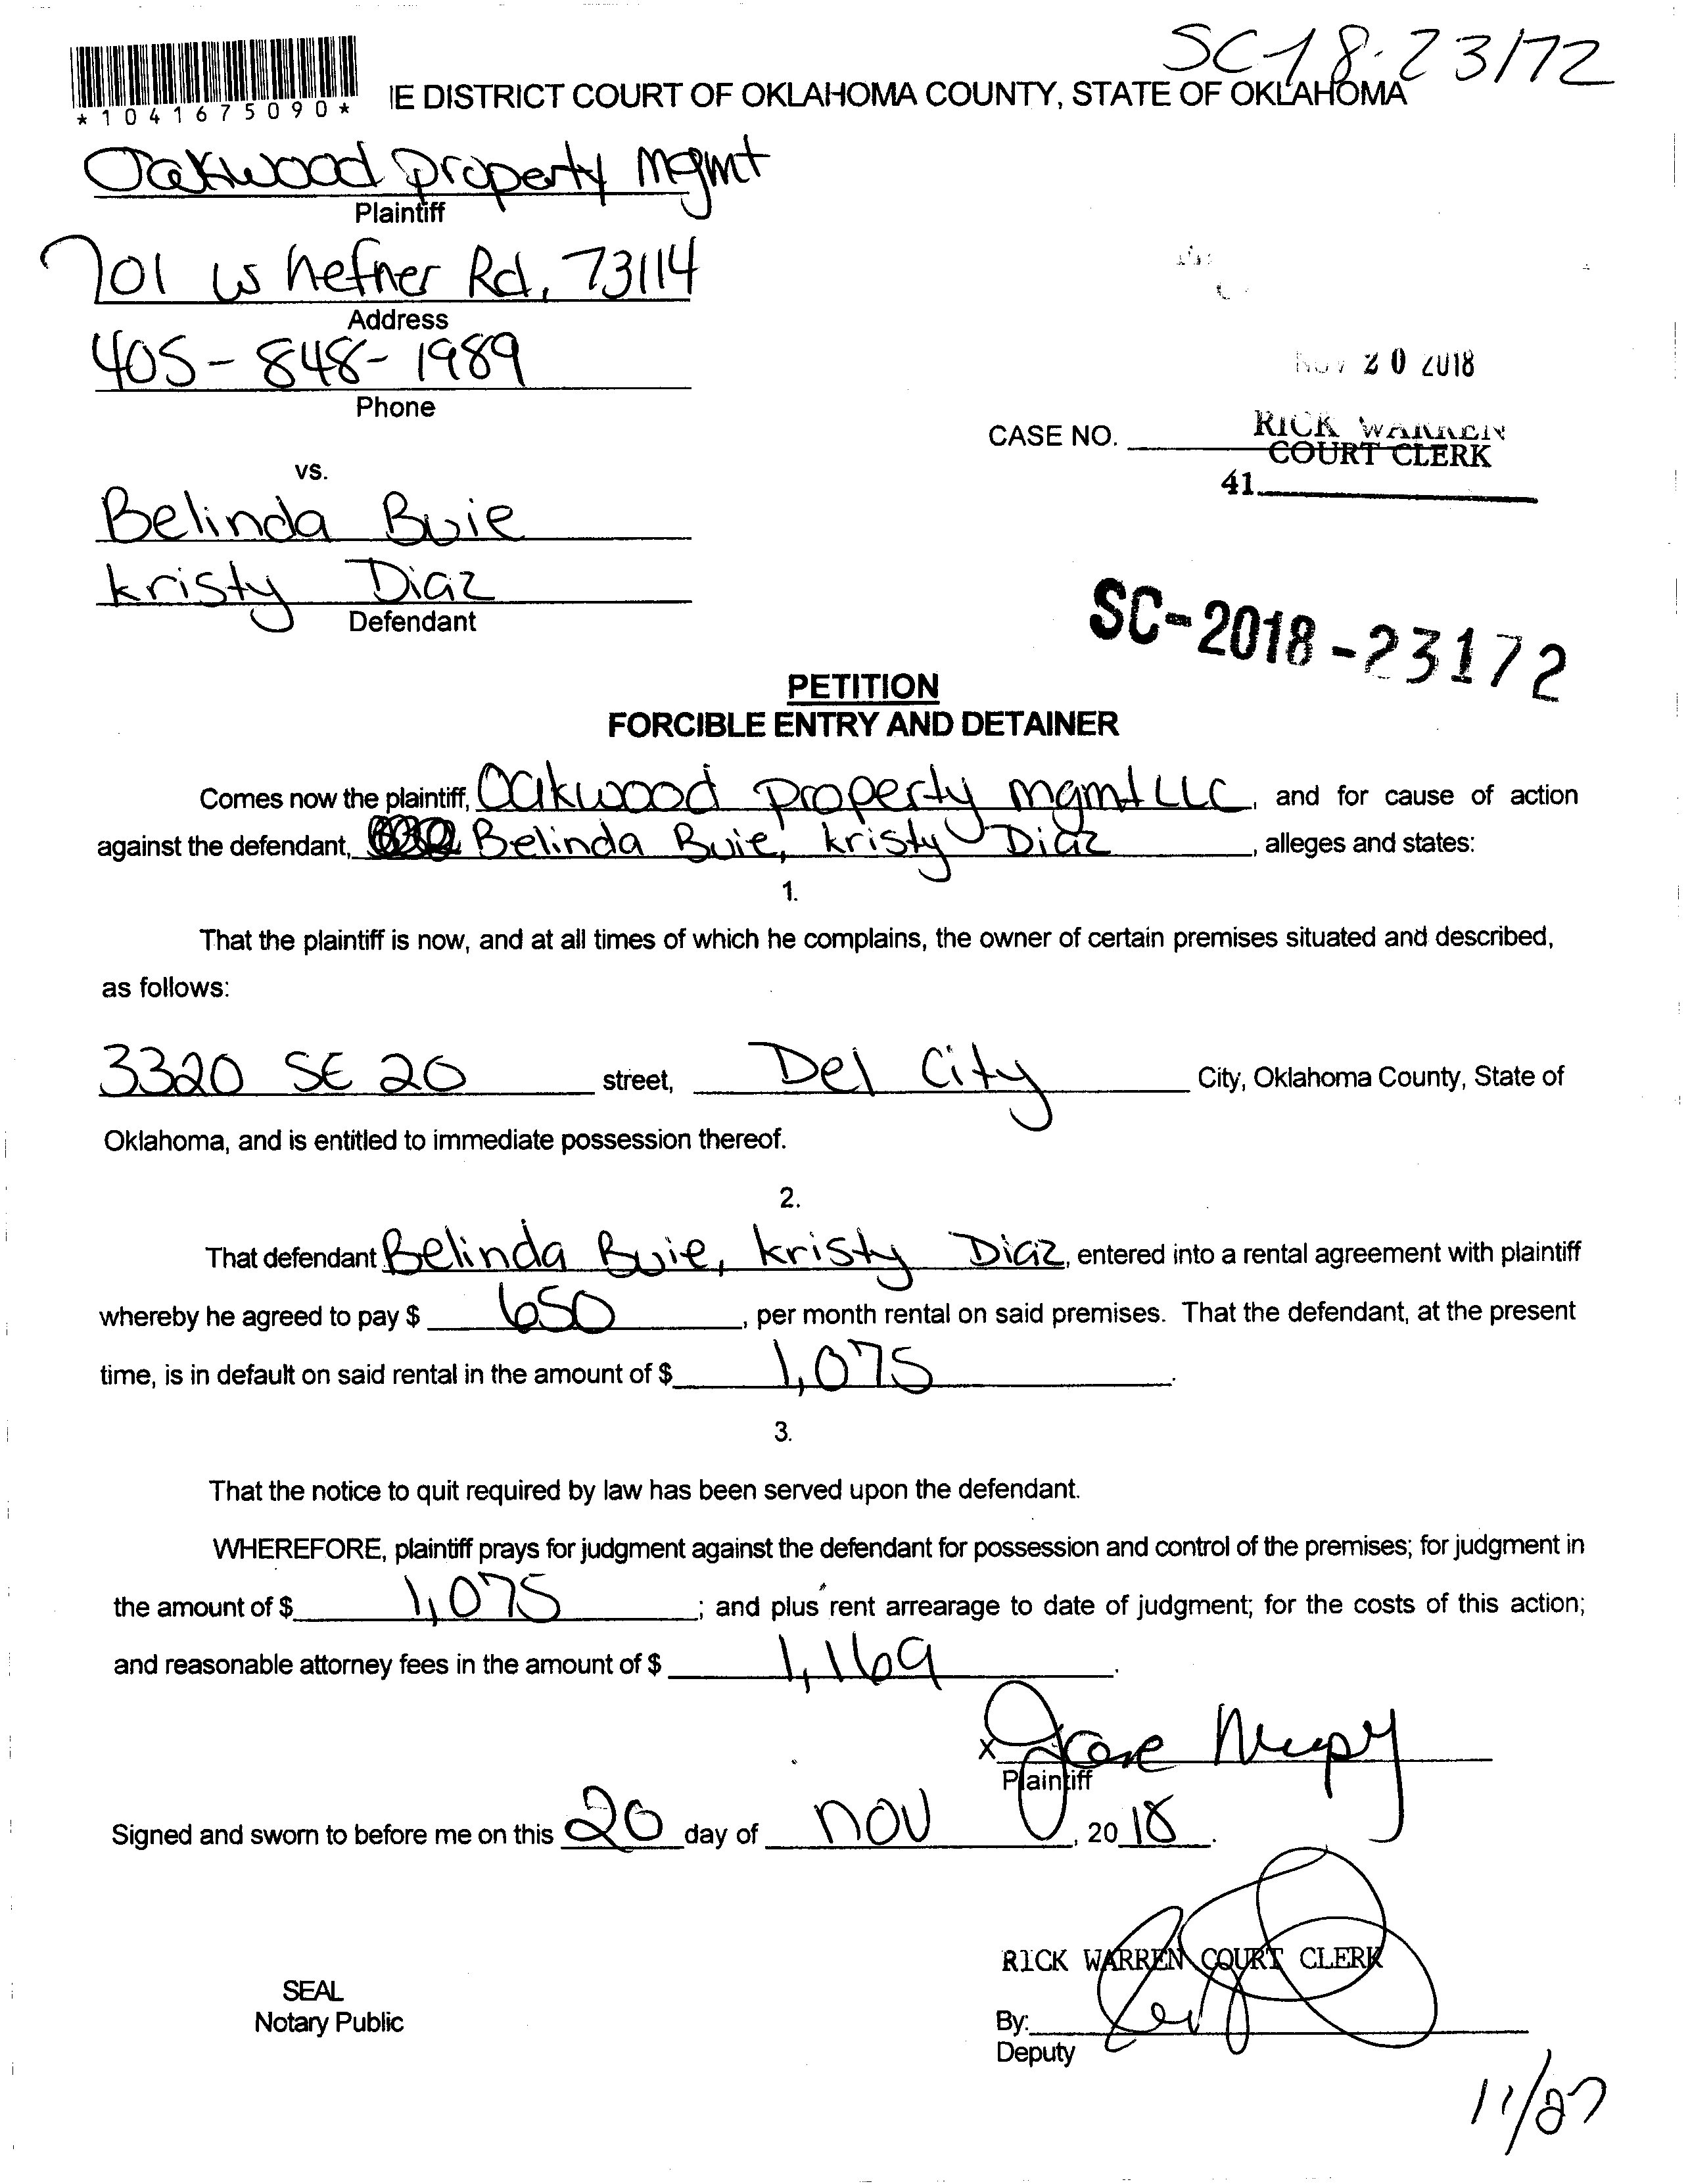 SC18-23172
*1041675090*
IE DISTRICT COURT OF OKLAHOMA COUNTY, STATE OF OKLAHOMA
Oakwood property mgmt
Plaintiff
701 w hefner Rd, 73114
Address
405-848-1989
Phone
NOV 20 2018
CASE NO.
RICK WARREN
COURT CLERK
41
vs.
Belinda Buie
kristy Diaz
Defendant
SC-2018-23172
PETITION
FORCIBLE ENTRY AND DETAINER
Comes now the plaintiff, Oakwood property mgmt LLC, and for cause of action
against the defendant, Belinda Buie, kristy Diaz, alleges and states:
1.
That the plaintiff is now, and at all times of which he complains, the owner of certain premises situated and described,
as follows:
3320 SE 20 street, Del City City, Oklahoma County, State of
Oklahoma, and is entitled to immediate possession thereof.
2.
That defendant Belinda Buie, kristy Diaz, entered into a rental agreement with plaintiff
whereby he agreed to pay $ 650, per month rental on said premises. That the defendant, at the present
time, is in default on said rental in the amount of $ 1,075.
3.
That the notice to quit required by law has been served upon the defendant.
WHEREFORE, plaintiff prays for judgment against the defendant for possession and control of the premises; for judgment in
the amount of $ 1,075; and plus rent arrearage to date of judgment; for the costs of this action;
and reasonable attorney fees in the amount of $ 1,169.
x
Plaintiff
Signed and sworn to before me on this 20 day of nov, 20 18.
RICK WARREN COURT CLERK
SEAL
Notary Public
By:
Deputy
11/27